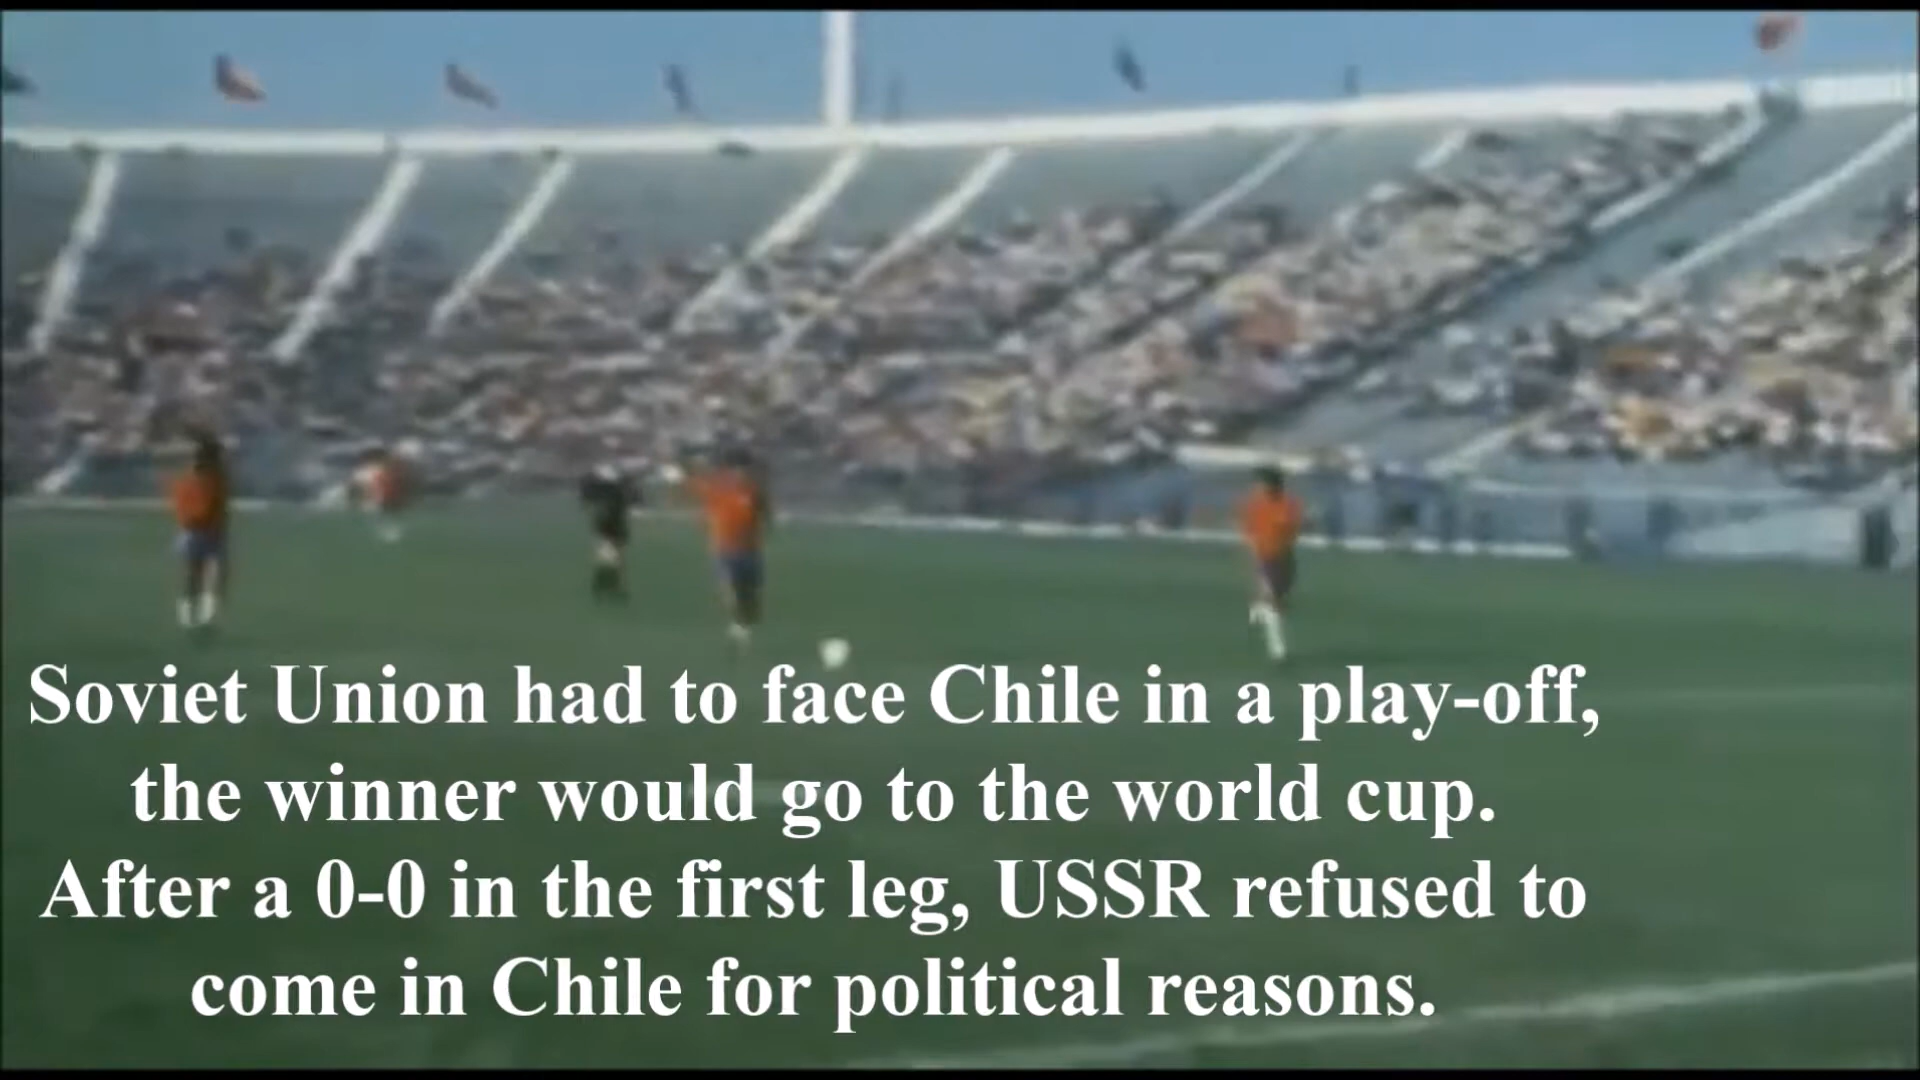 Soviet Union had to face Chile in a play-off,
the winner would go to the world cup.
After a 0-0 in the first leg, USSR refused to
come in Chile for political reasons.